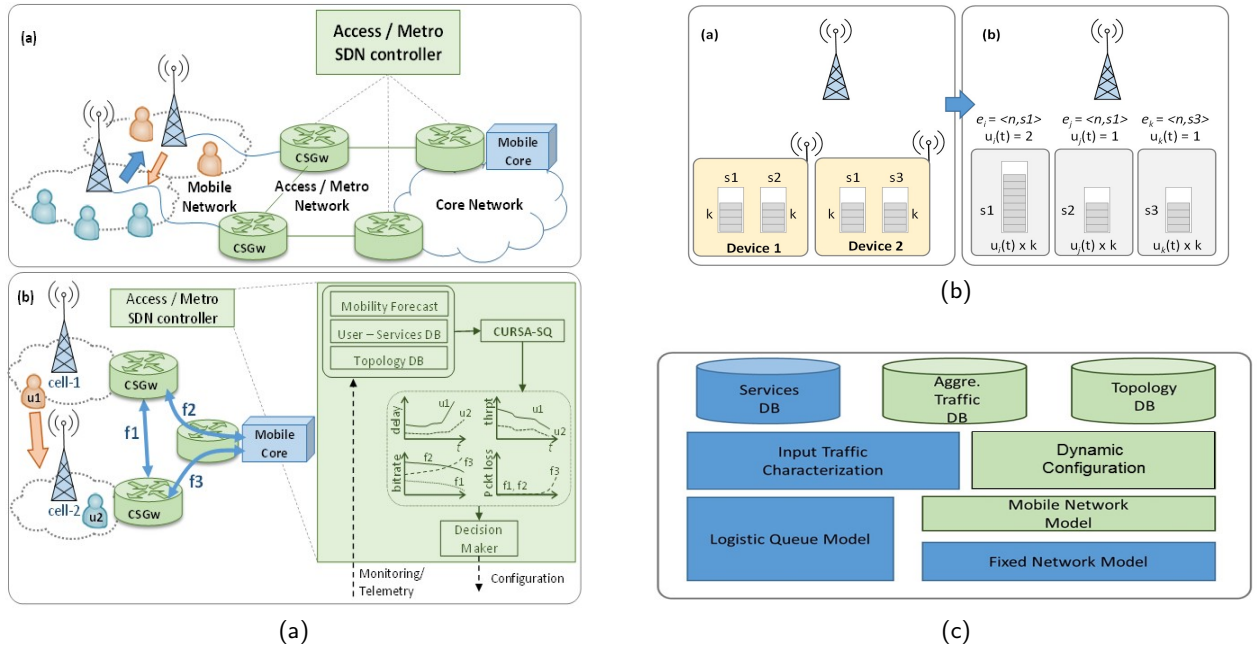 (a)
Access / Metro
SDN controller
CSGw
Mobile
Core
Mobile
Network
Access / Metro
Network
Core Network
CSGw
(b)
Access / Metro
SDN controller
Mobility Forecast
User – Services DB
Topology DB
CURSA-SQ
cell-1
CSGw
u1
f2
f1
Mobile
Core
f3
cell-2
u2
CSGw
delay
u1
u2
t
thrpt
u1
u2
t
bitrate
f2
f3
f1
Pckt loss
f1, f2
f3
Decision
Maker
Monitoring/
Telemetry
Configuration
(a)
(a)
s1 s2
k k
Device 1
s1 s3
k k
Device 2
(b)
e_i = <n,s1> e_j = <n,s1> e_k = <n,s3>
u_i(t) = 2 u_j(t) = 1 u_k(t) = 1
s1 s2 s3
u_i(t) x k u_j(t) x k u_k(t) x k
(b)
Services
DB
Aggre.
Traffic
DB
Topology
DB
Input Traffic
Characterization
Dynamic
Configuration
Logistic Queue Model
Mobile Network
Model
Fixed Network Model
(c)